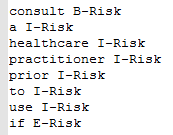 consult B-Risk
a I-Risk
healthcare I-Risk
practitioner I-Risk
prior I-Risk
to I-Risk
use I-Risk
if E-Risk